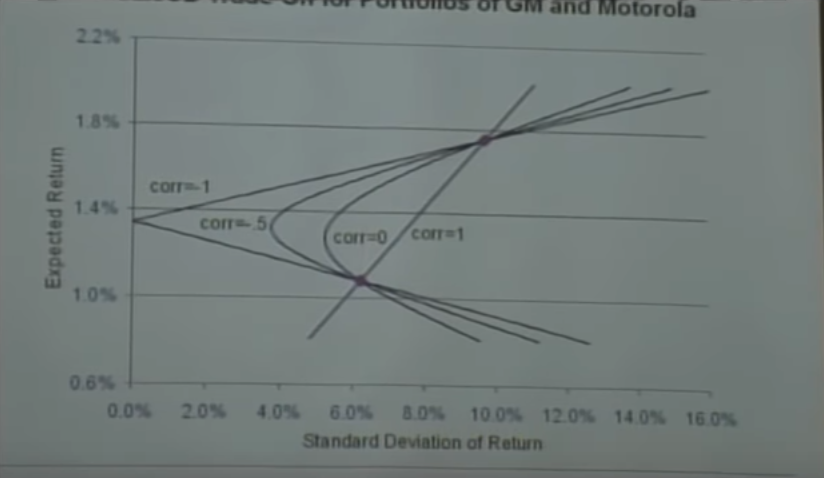 Trade-Off for Portfolios of GM and Motorola
2.2%
1.8%
1.4%
1.0%
0.6%
Expected Return
corr=-1
corr=-.5
corr=0
corr=1
0.0% 2.0% 4.0% 6.0% 8.0% 10.0% 12.0% 14.0% 16.0%
Standard Deviation of Return